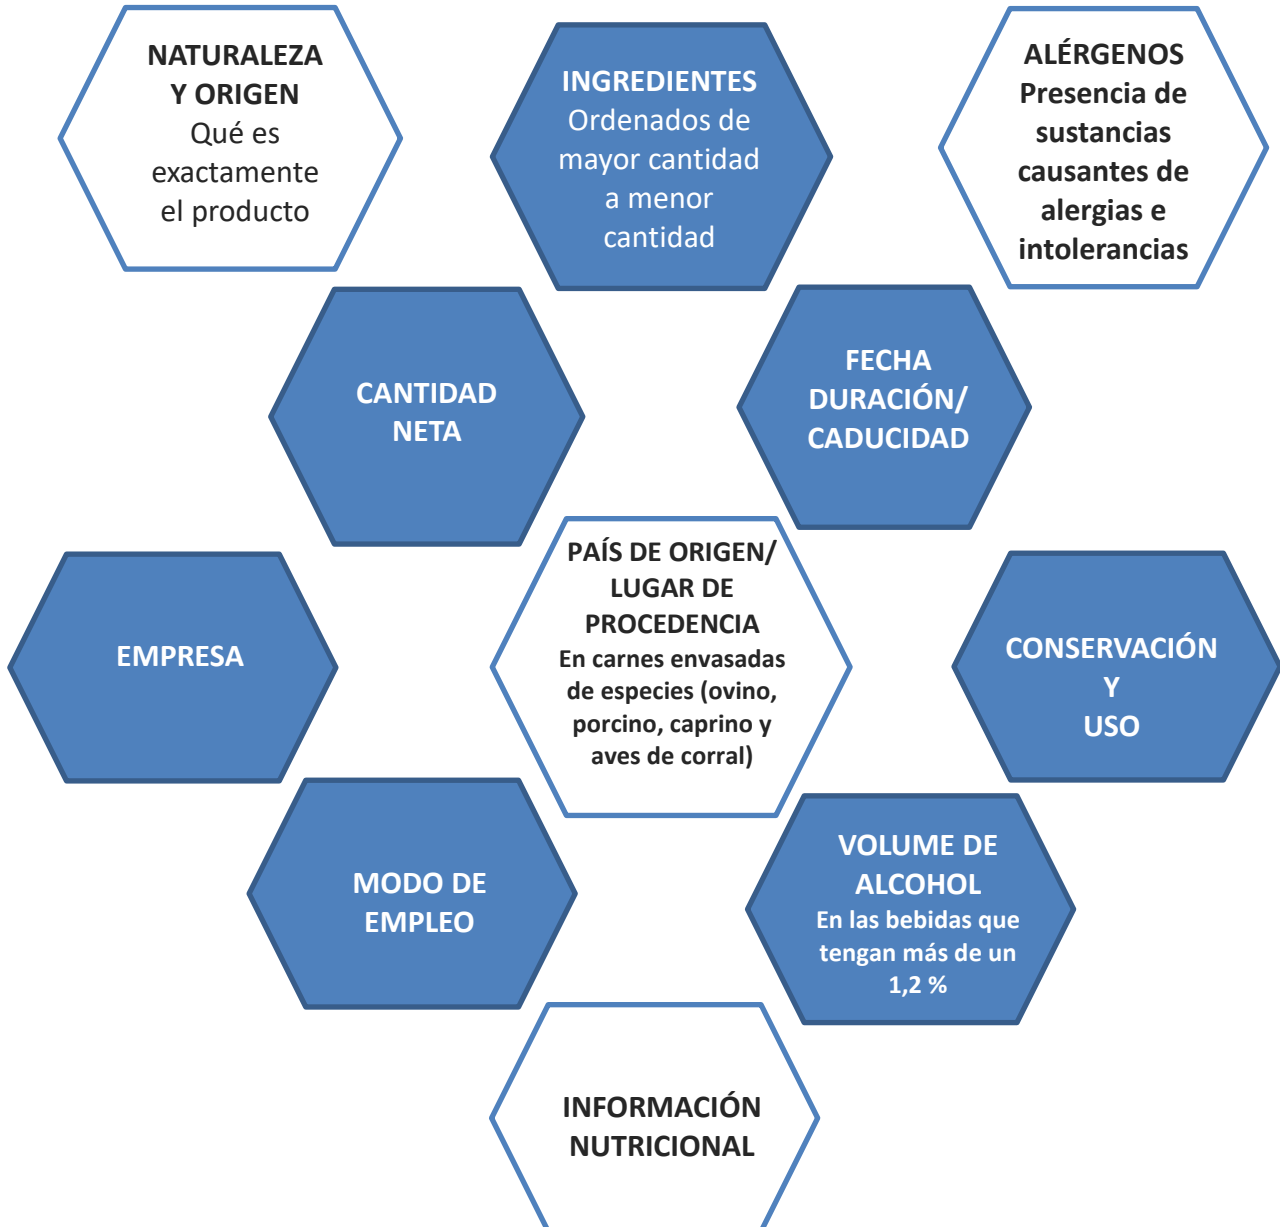 NATURALEZA
Y ORIGEN
Qué es
exactamente
el producto
INGREDIENTES
Ordenados de
mayor cantidad
a menor
cantidad
ALÉRGENOS
Presencia de
sustancias
causantes de
alergias e
intolerancias
CANTIDAD
NETA
FECHA
DURACIÓN/
CADUCIDAD
EMPRESA
PAÍS DE ORIGEN/
LUGAR DE
PROCEDENCIA
En carnes envasadas
de especies (ovino,
porcino, caprino y
aves de corral)
CONSERVACIÓN
Y
USO
MODO DE
EMPLEO
VOLUME DE
ALCOHOL
En las bebidas que
tengan más de un
1,2 %
INFORMACIÓN
NUTRICIONAL